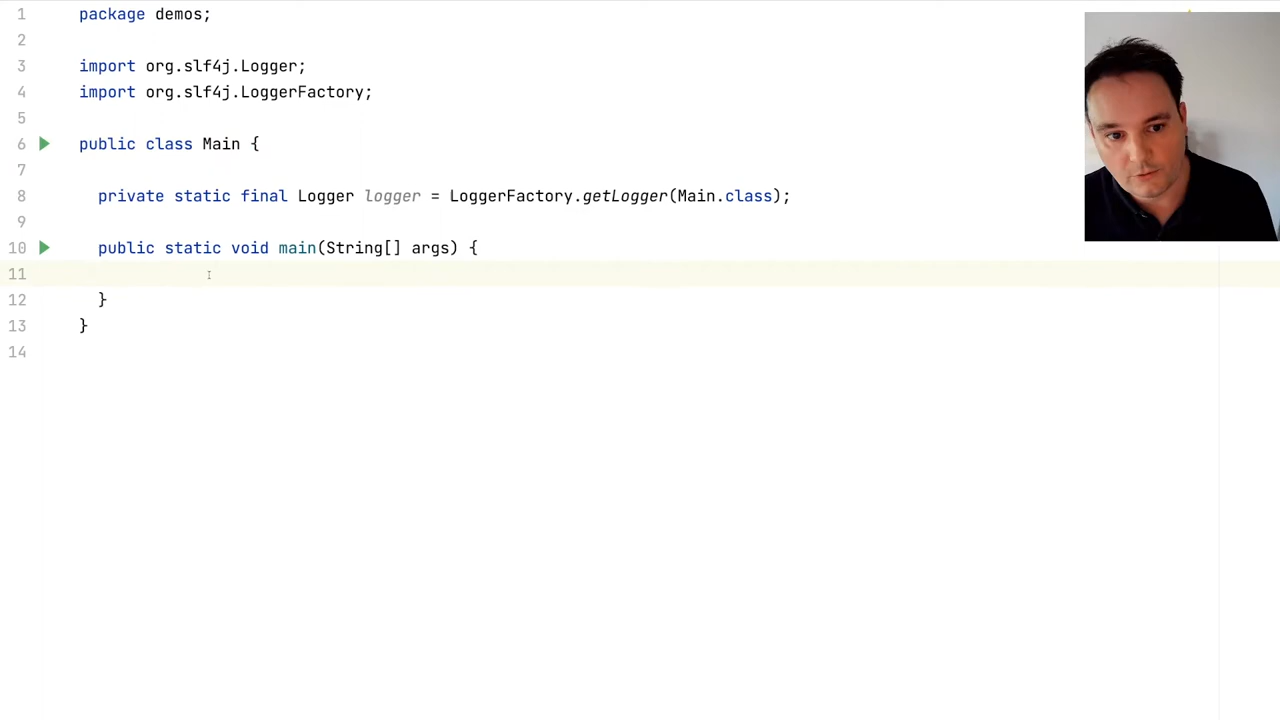 1 package demos;
2
3 import org.slf4j.Logger;
4 import org.slf4j.LoggerFactory;
5
6 public class Main {
7
8 private static final Logger logger = LoggerFactory.getLogger(Main.class);
9
10 public static void main(String[] args) {
11
12 }
13 }
14